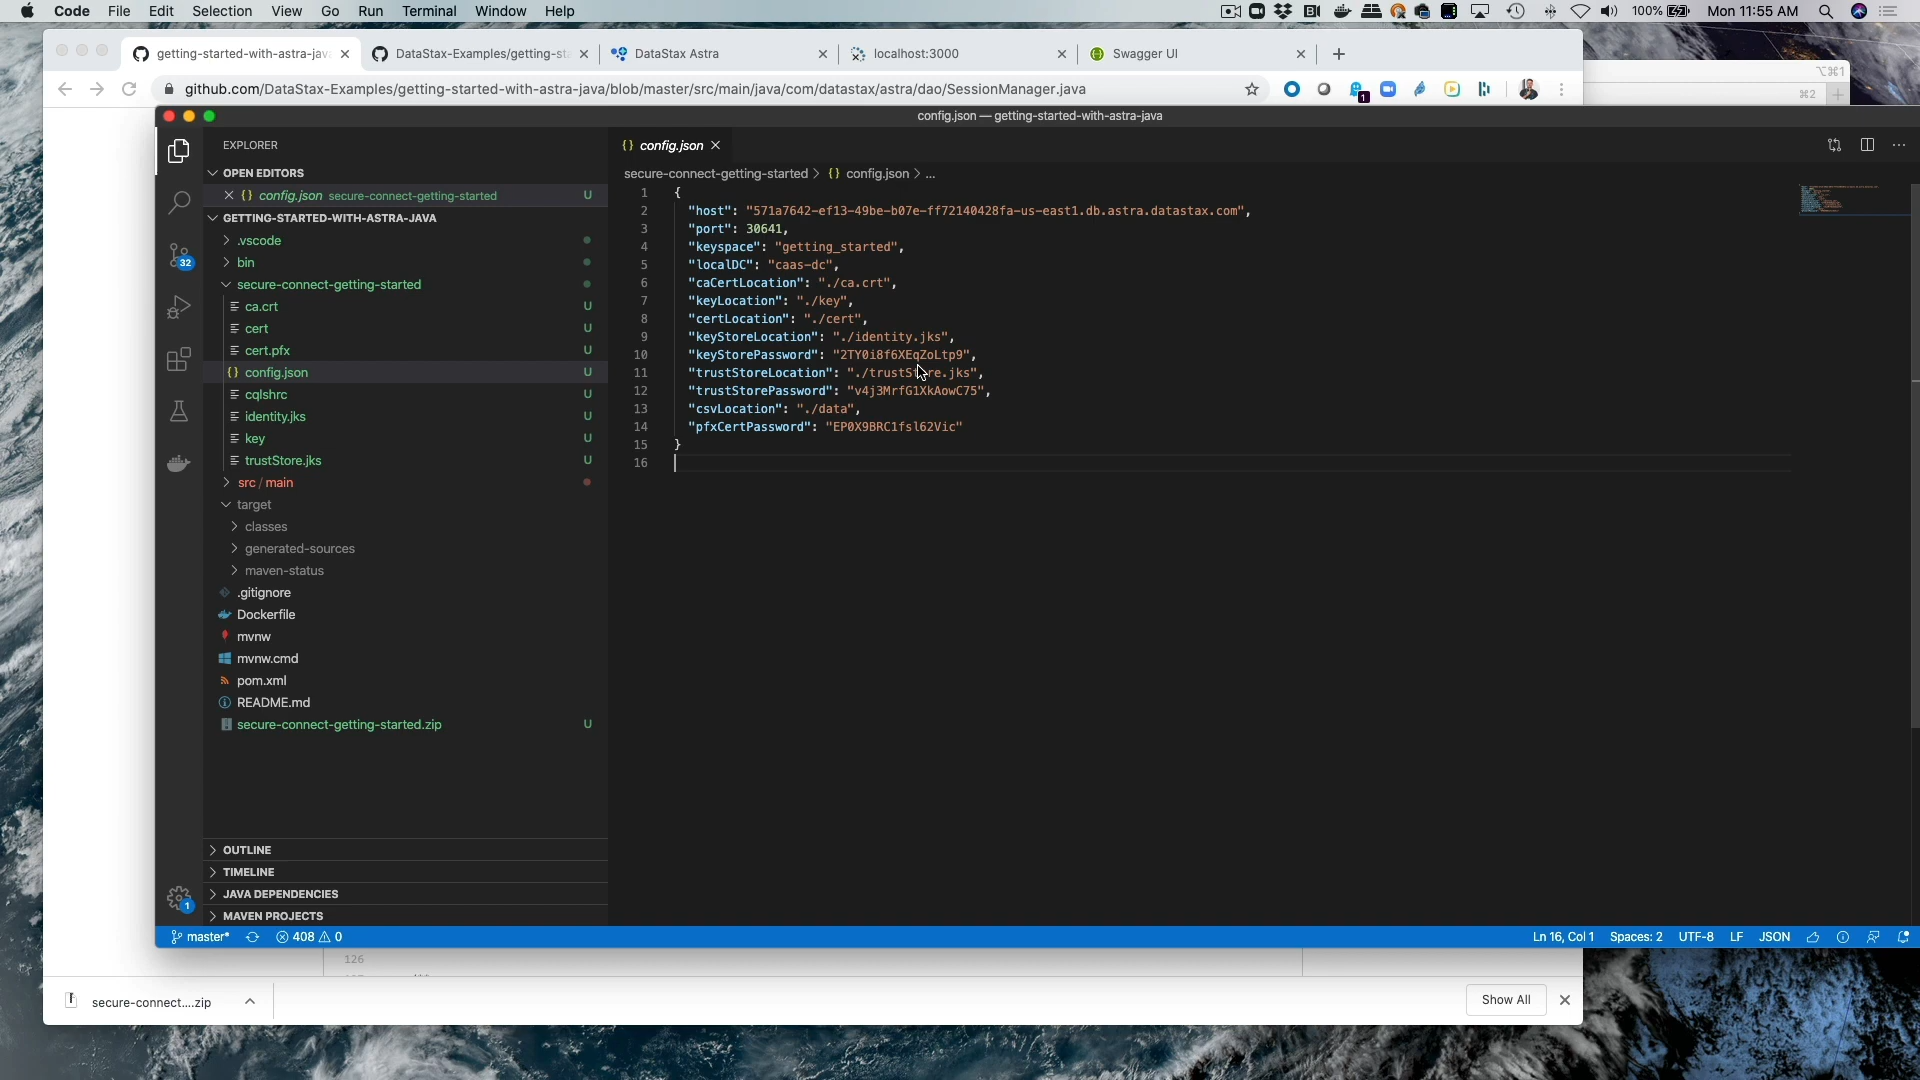 Code File Edit Selection View Go Run Terminal Window Help
100% Mon 11:55 AM
getting-started-with-astra-jav
DataStax-Examples/getting-st
DataStax Astra
localhost:3000
Swagger UI
⌥⌘1
github.com/DataStax-Examples/getting-started-with-astra-java/blob/master/src/main/java/com/datastax/astra/dao/SessionManager.java
1
⌘2
config.json — getting-started-with-astra-java
EXPLORER
OPEN EDITORS
{} config.json secure-connect-getting-started U
GETTING-STARTED-WITH-ASTRA-JAVA
.vscode
bin
secure-connect-getting-started
ca.crt U
cert U
cert.pfx U
{} config.json U
cqlshrc U
identity.jks U
key U
trustStore.jks U
src / main
target
classes
generated-sources
maven-status
.gitignore
Dockerfile
mvnw
mvnw.cmd
pom.xml
README.md
secure-connect-getting-started.zip U
OUTLINE
TIMELINE
JAVA DEPENDENCIES
MAVEN PROJECTS
32
1
{} config.json
secure-connect-getting-started > {} config.json > ...
1 {
2 "host": "571a7642-ef13-49be-b07e-ff72140428fa-us-east1.db.astra.datastax.com",
3 "port": 30641,
4 "keyspace": "getting_started",
5 "localDC": "caas-dc",
6 "caCertLocation": "./ca.crt",
7 "keyLocation": "./key",
8 "certLocation": "./cert",
9 "keyStoreLocation": "./identity.jks",
10 "keyStorePassword": "2TY0i8f6XEqZoLtp9",
11 "trustStoreLocation": "./trustStore.jks",
12 "trustStorePassword": "v4j3MrfG1XkAowC75",
13 "csvLocation": "./data",
14 "pfxCertPassword": "EP0X9BRC1fsl62Vic"
15 }
16
master* 408 0
Ln 16, Col 1 Spaces: 2 UTF-8 LF JSON
126
secure-connect....zip
Show All